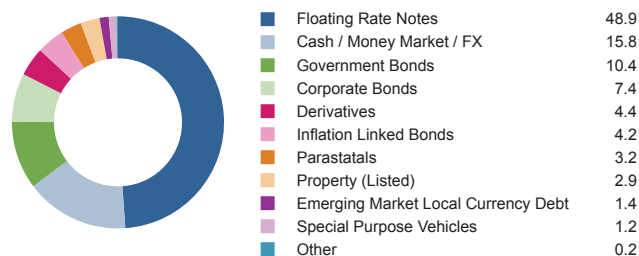 Floating Rate Notes 48.9
Cash / Money Market / FX 15.8
Government Bonds 10.4
Corporate Bonds 7.4
Derivatives 4.4
Inflation Linked Bonds 4.2
Parastatals 3.2
Property (Listed) 2.9
Emerging Market Local Currency Debt 1.4
Special Purpose Vehicles 1.2
Other 0.2